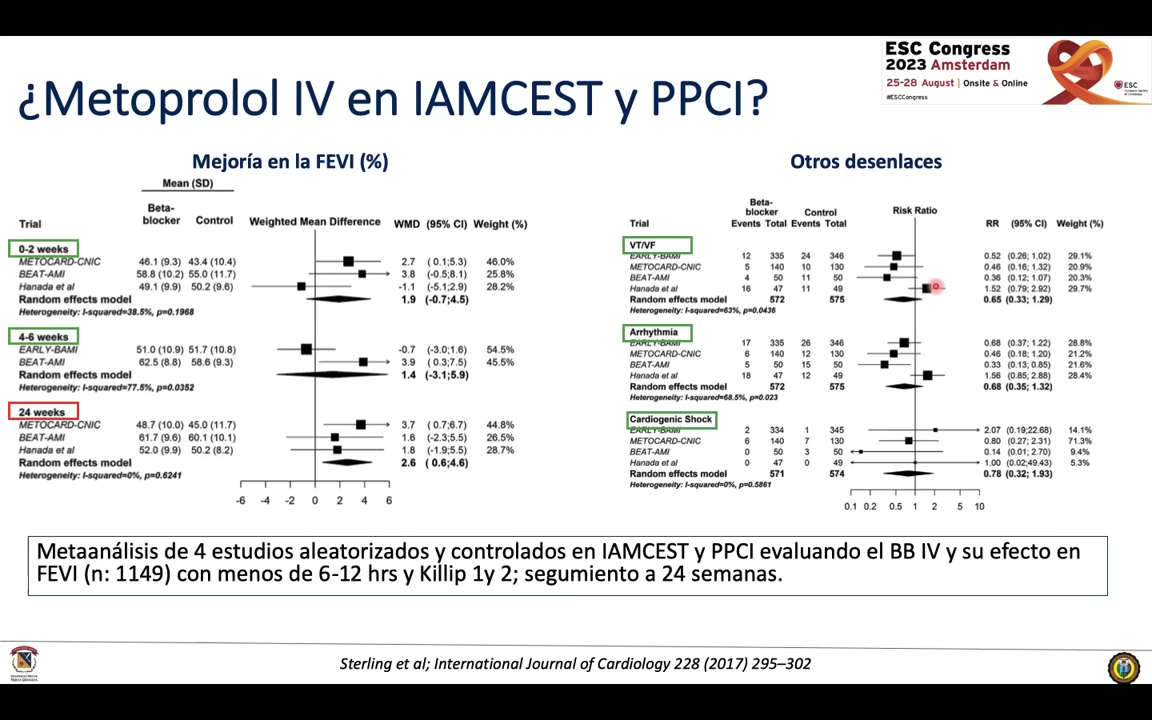 ESC Congress
2023 Amsterdam
25-28 August | Onsite & Online
#ESCCongress
ESC
¿Metoprolol IV en IAMCEST y PPCI?
Mejoría en la FEVI (%)
Mean (SD)
Trial Beta-blocker Control Weighted Mean Difference WMD (95% CI) Weight (%)
0-2 weeks
METOCARD-CNIC 46.1 (9.3) 43.4 (10.4) 2.7 ( 0.1;5.3) 46.0%
BEAT-AMI 58.8 (10.2) 55.0 (11.7) 3.8 (-0.5;8.1) 25.8%
Hanada et al 49.1 (9.9) 50.2 (9.6) -1.1 (-5.1;2.9) 28.2%
Random effects model 1.9 (-0.7;4.5)
Heterogeneity: I-squared=38.5%, p=0.1968
4-6 weeks
EARLY-BAMI 51.0 (10.9) 51.7 (10.8) -0.7 (-3.0;1.6) 54.5%
BEAT-AMI 62.5 (8.8) 58.6 (9.3) 3.9 ( 0.3;7.5) 45.5%
Random effects model 1.4 (-3.1;5.9)
Heterogeneity: I-squared=77.5%, p=0.0352
24 weeks
METOCARD-CNIC 48.7 (10.0) 45.0 (11.7) 3.7 ( 0.7;6.7) 44.8%
BEAT-AMI 61.7 (9.6) 60.1 (10.1) 1.6 (-2.3;5.5) 26.5%
Hanada et al 52.0 (9.9) 50.2 (8.2) 1.8 (-1.9;5.5) 28.7%
Random effects model 2.6 ( 0.6;4.6)
Heterogeneity: I-squared=0%, p=0.6241
-6 -4 -2 0 2 4 6
Otros desenlaces
Beta-blocker Control Risk Ratio
Trial Events Total Events Total RR (95% CI) Weight (%)
VT/VF
EARLY-BAMI 12 335 24 346 0.52 (0.26; 1.02) 29.1%
METOCARD-CNIC 5 140 10 130 0.46 (0.16; 1.32) 20.9%
BEAT-AMI 4 50 11 50 0.36 (0.12; 1.07) 20.3%
Hanada et al 16 47 11 49 1.52 (0.79; 2.92) 29.7%
Random effects model 572 575 0.65 (0.33; 1.29)
Heterogeneity: I-squared=63%, p=0.0436
Arrhythmia
EARLY-BAMI 17 335 26 346 0.68 (0.37; 1.22) 28.8%
METOCARD-CNIC 6 140 12 130 0.46 (0.18; 1.20) 21.2%
BEAT-AMI 5 50 15 50 0.33 (0.13; 0.85) 21.6%
Hanada et al 18 47 12 49 1.56 (0.85; 2.88) 28.4%
Random effects model 572 575 0.68 (0.35; 1.32)
Heterogeneity: I-squared=68.5%, p=0.023
Cardiogenic Shock
EARLY-BAMI 2 334 1 345 2.07 (0.19;22.68) 14.1%
METOCARD-CNIC 6 140 7 130 0.80 (0.27; 2.31) 71.3%
BEAT-AMI 0 50 3 50 0.14 (0.01; 2.70) 9.4%
Hanada et al 0 47 0 49 1.00 (0.02;49.43) 5.3%
Random effects model 571 574 0.78 (0.32; 1.93)
Heterogeneity: I-squared=0%, p=0.5861
0.1 0.2 0.5 1 2 5 10
Metaanálisis de 4 estudios aleatorizados y controlados en IAMCEST y PPCI evaluando el BB IV y su efecto en
FEVI (n: 1149) con menos de 6-12 hrs y Killip 1y 2; segumiento a 24 semanas.
Sterling et al; International Journal of Cardiology 228 (2017) 295–302